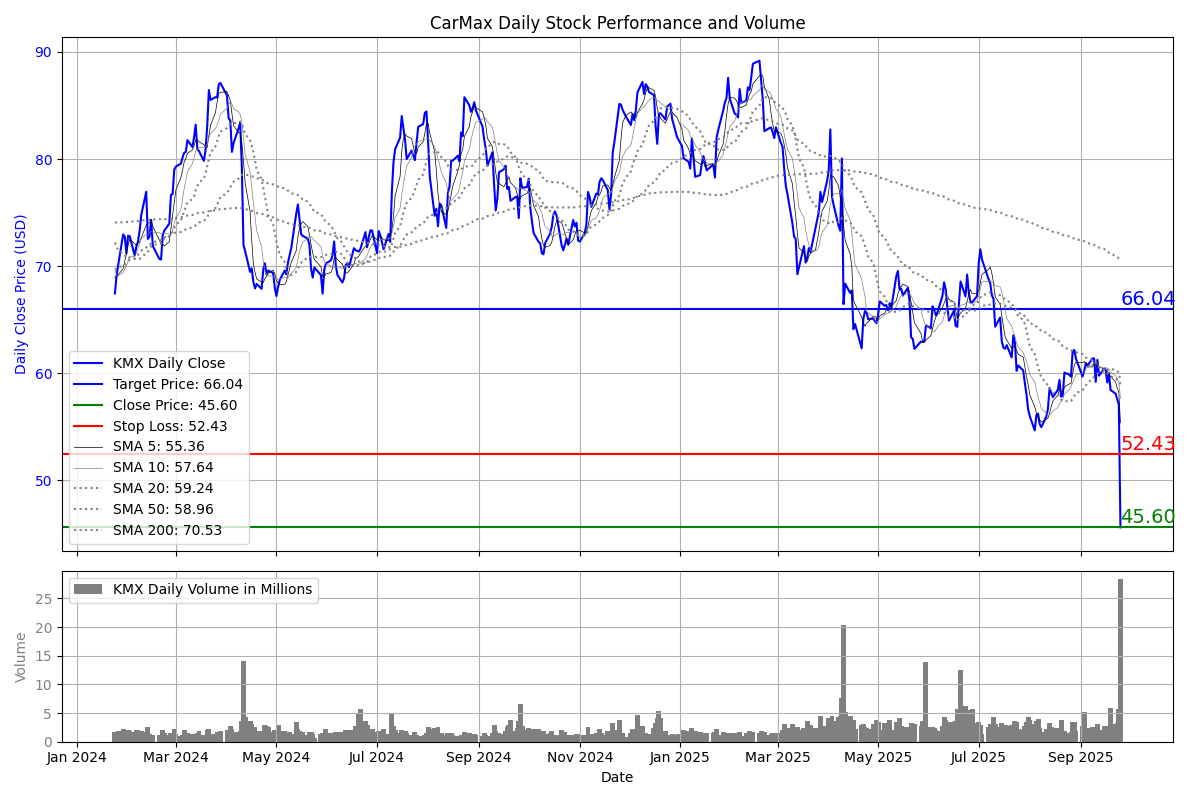 CarMax Daily Stock Performance and Volume
90
80
70
60
50
Daily Close Price (USD)
66.04
52.43
45.60
KMX Daily Close
Target Price: 66.04
Close Price: 45.60
Stop Loss: 52.43
SMA 5: 55.36
SMA 10: 57.64
SMA 20: 59.24
SMA 50: 58.96
SMA 200: 70.53
KMX Daily Volume in Millions
25
20
15
10
5
0
Volume
Jan 2024 Mar 2024 May 2024 Jul 2024 Sep 2024 Nov 2024 Jan 2025 Mar 2025 May 2025 Jul 2025 Sep 2025
Date